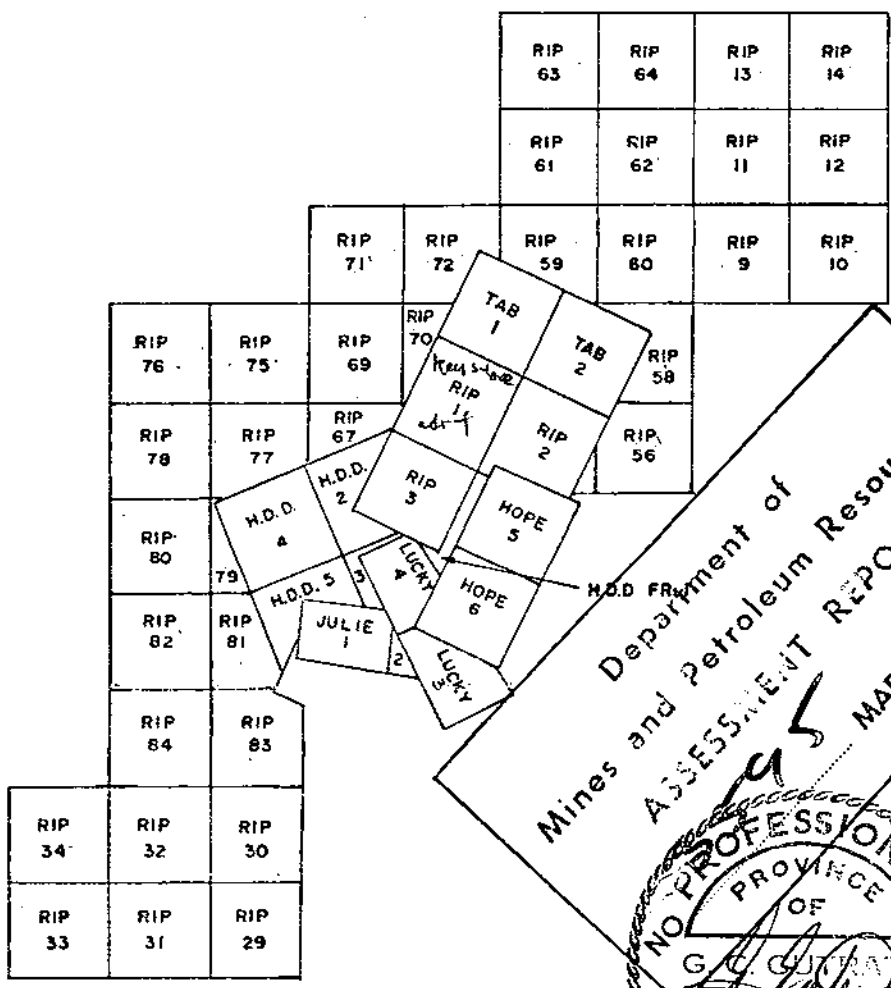 RIP 63
RIP 64
RIP 13
RIP 14
RIP 61
RIP 62
RIP 11
RIP 12
RIP 71
RIP 72
RIP 59
RIP 60
RIP 9
RIP 10
RIP 76
RIP 75
RIP 69
RIP 70
TAB 1
TAB 2
RIP 58
RIP 78
RIP 77
RIP 67
RIP 1
RIP 2
RIP 56
RIP 80
79
H.D.D. 4
H.D.D. 2
RIP 3
HOPE 5
RIP 82
RIP 81
H.D.D. 5
3
LUCKY 4
HOPE 6
H.D.D FRW
JULIE 1
2
LUCKY 3
RIP 84
RIP 83
RIP 34
RIP 32
RIP 30
RIP 33
RIP 31
RIP 29
Department of
Mines and Petroleum Resou
ASSESSMENT REPO
MAP
PROFESSION
PROVINCE
OF
G. C. GUTRAT